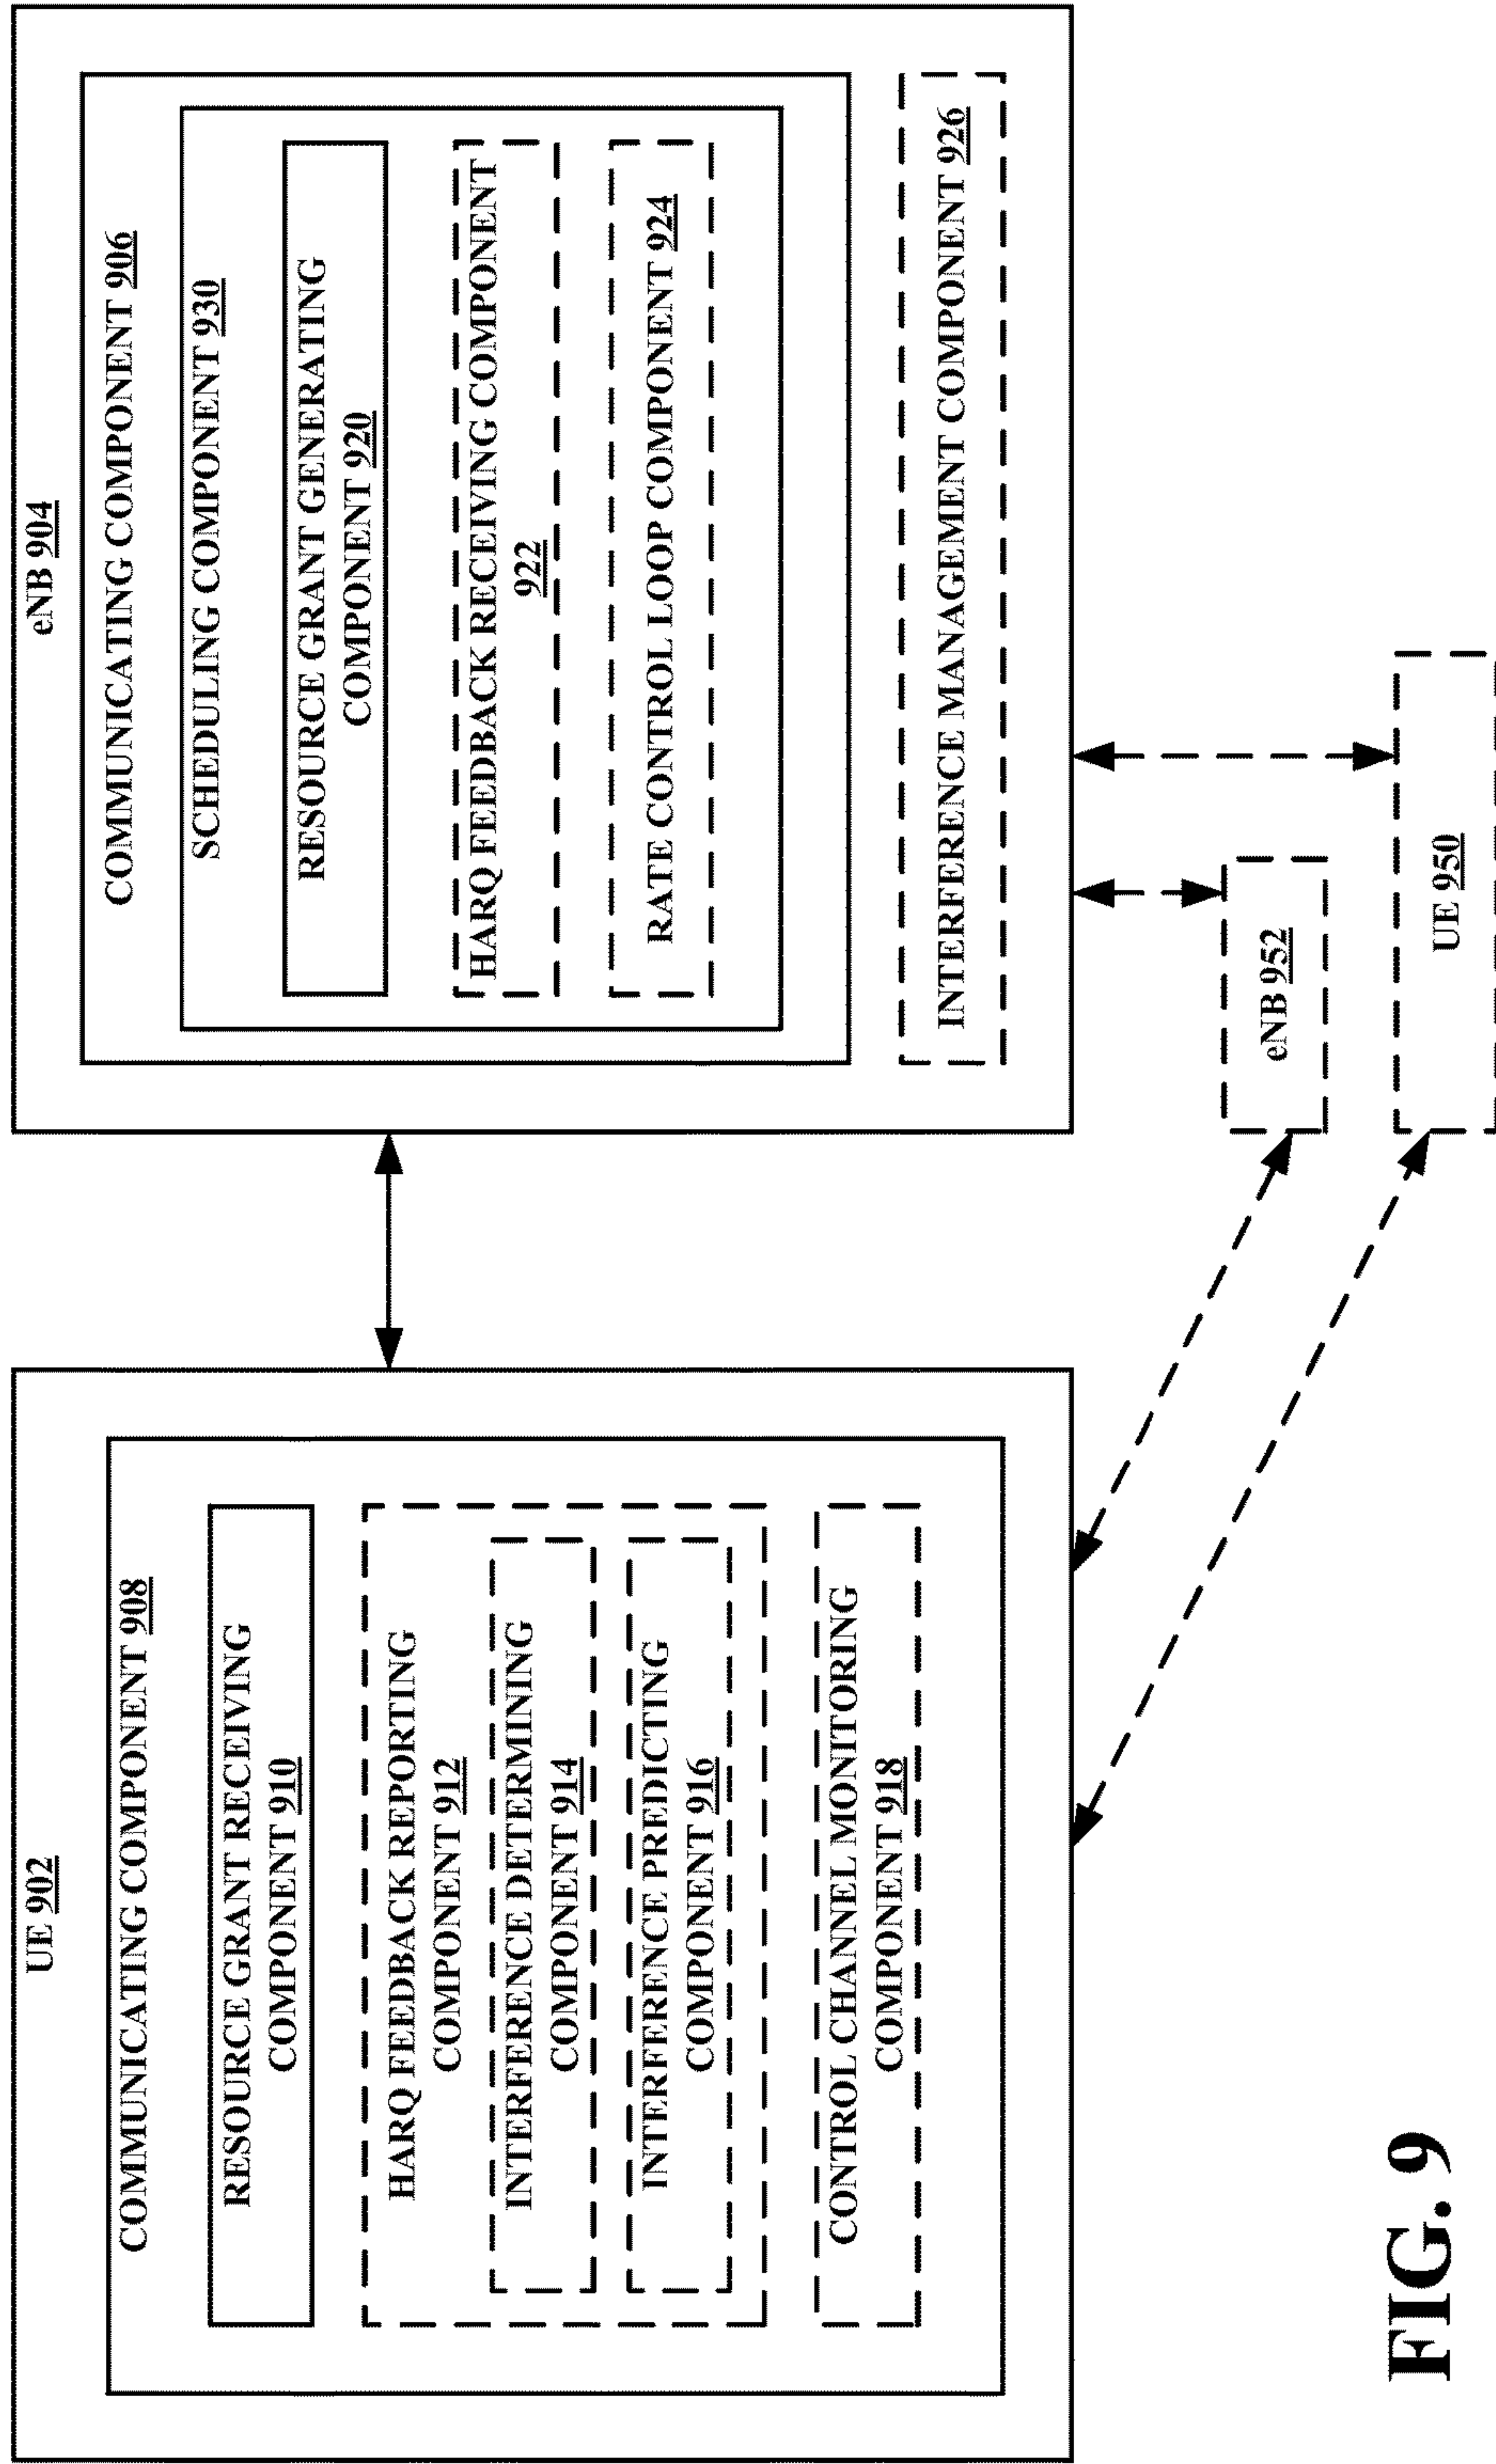 UE 902
COMMUNICATING COMPONENT 908
RESOURCE GRANT RECEIVING
COMPONENT 910
HARQ FEEDBACK REPORTING
COMPONENT 912
INTERFERENCE DETERMINING
COMPONENT 914
INTERFERENCE PREDICTING
COMPONENT 916
CONTROL CHANNEL MONITORING
COMPONENT 918
eNB 904
COMMUNICATING COMPONENT 906
SCHEDULING COMPONENT 930
RESOURCE GRANT GENERATING
COMPONENT 920
HARQ FEEDBACK RECEIVING COMPONENT
922
RATE CONTROL LOOP COMPONENT 924
INTERFERENCE MANAGEMENT COMPONENT 926
eNB 952
UE 950
FIG. 9